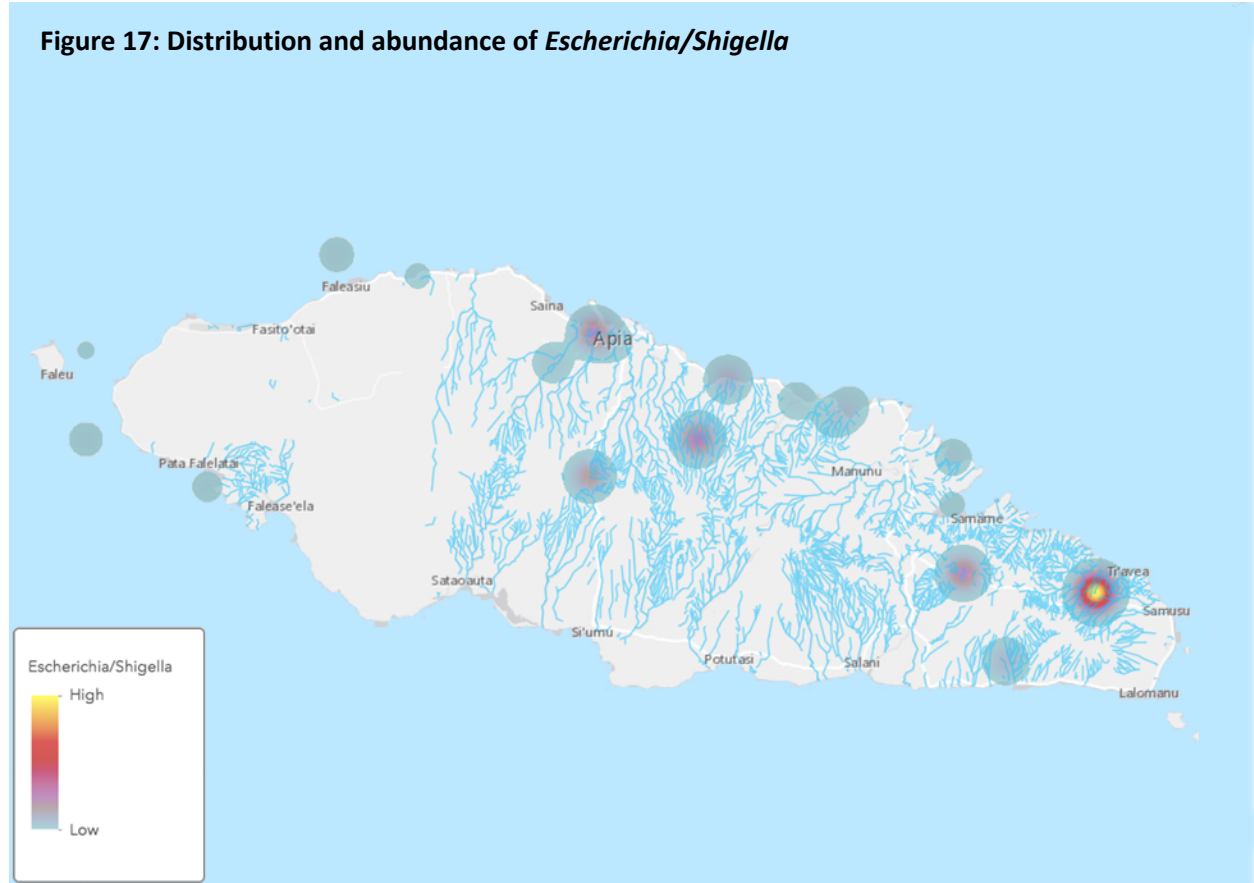 Figure 17: Distribution and abundance of Escherichia/Shigella
Faleasiu
Saina
Fasito'otai
Apia
Faleu
Pata Falelatai
Manunu
Falease'ela
Samame
Sataoauta
Ti'avea
Samusu
Si'umu
Potutasi
Salani
Lalomanu
Escherichia/Shigella
High
Low